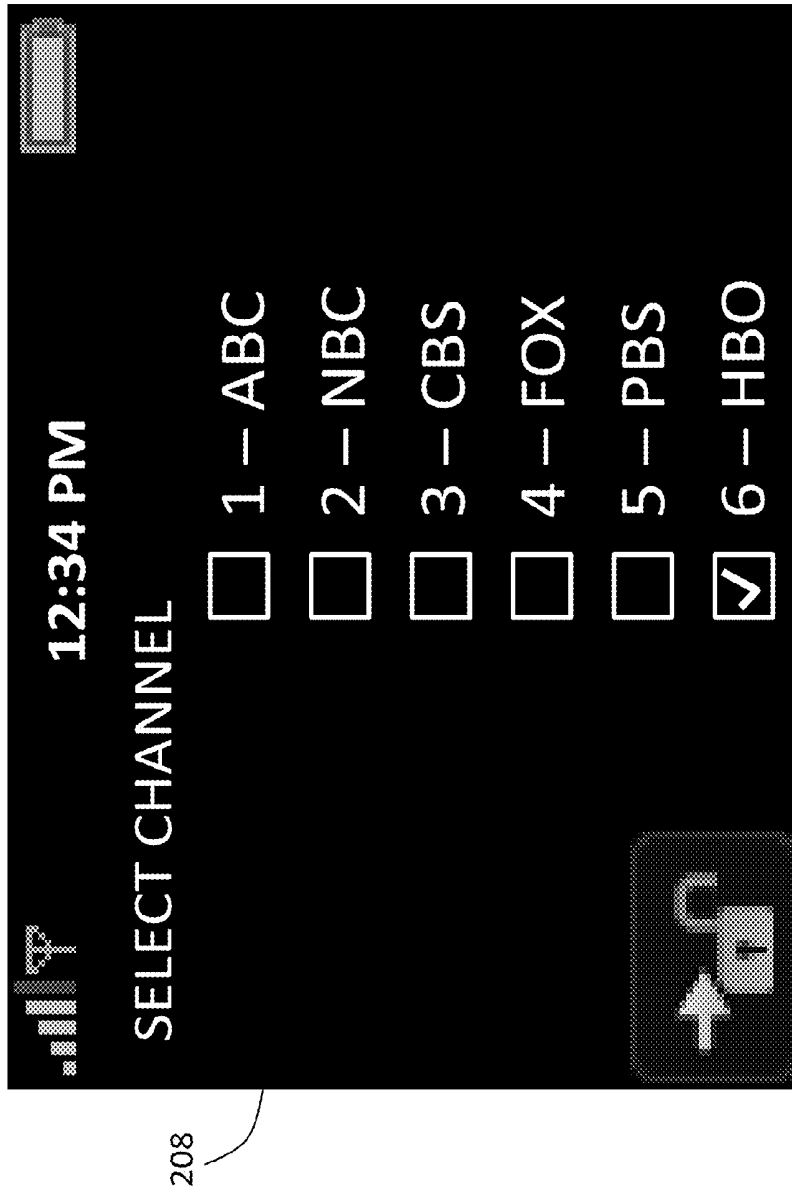 12:34 PM
SELECT CHANNEL
1 – ABC
2 – NBC
3 – CBS
4 – FOX
5 – PBS
6 – HBO
208